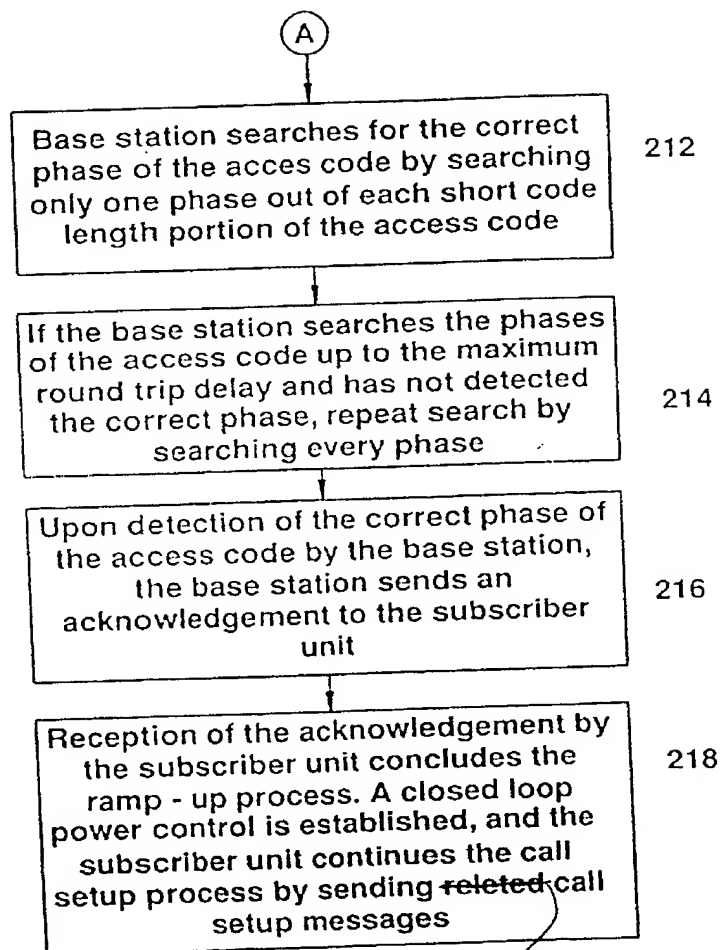 A
Base station searches for the correct
phase of the acces code by searching
only one phase out of each short code
length portion of the access code
212
If the base station searches the phases
of the access code up to the maximum
round trip delay and has not detected
the correct phase, repeat search by
searching every phase
214
Upon detection of the correct phase of
the access code by the base station,
the base station sends an
acknowledgement to the subscriber
unit
216
Reception of the acknowledgement by
the subscriber unit concludes the
ramp - up process. A closed loop
power control is established, and the
subscriber unit continues the call
setup process by sending releted call
setup messages
218